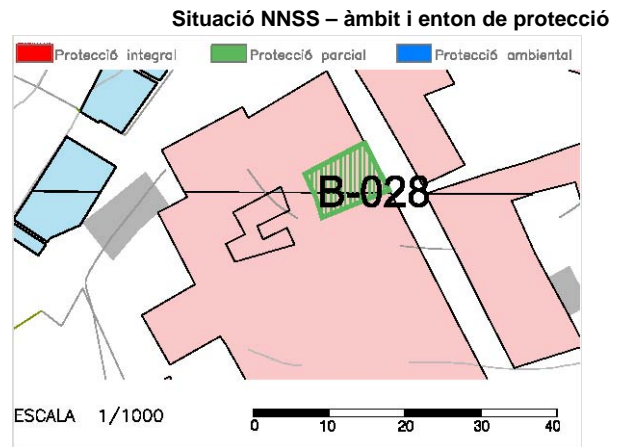 Situació NNSS – àmbit i enton de protecció
Protecció integral Protecció parcial Protecció ambiental
B-028
ESCALA 1/1000 0 10 20 30 40